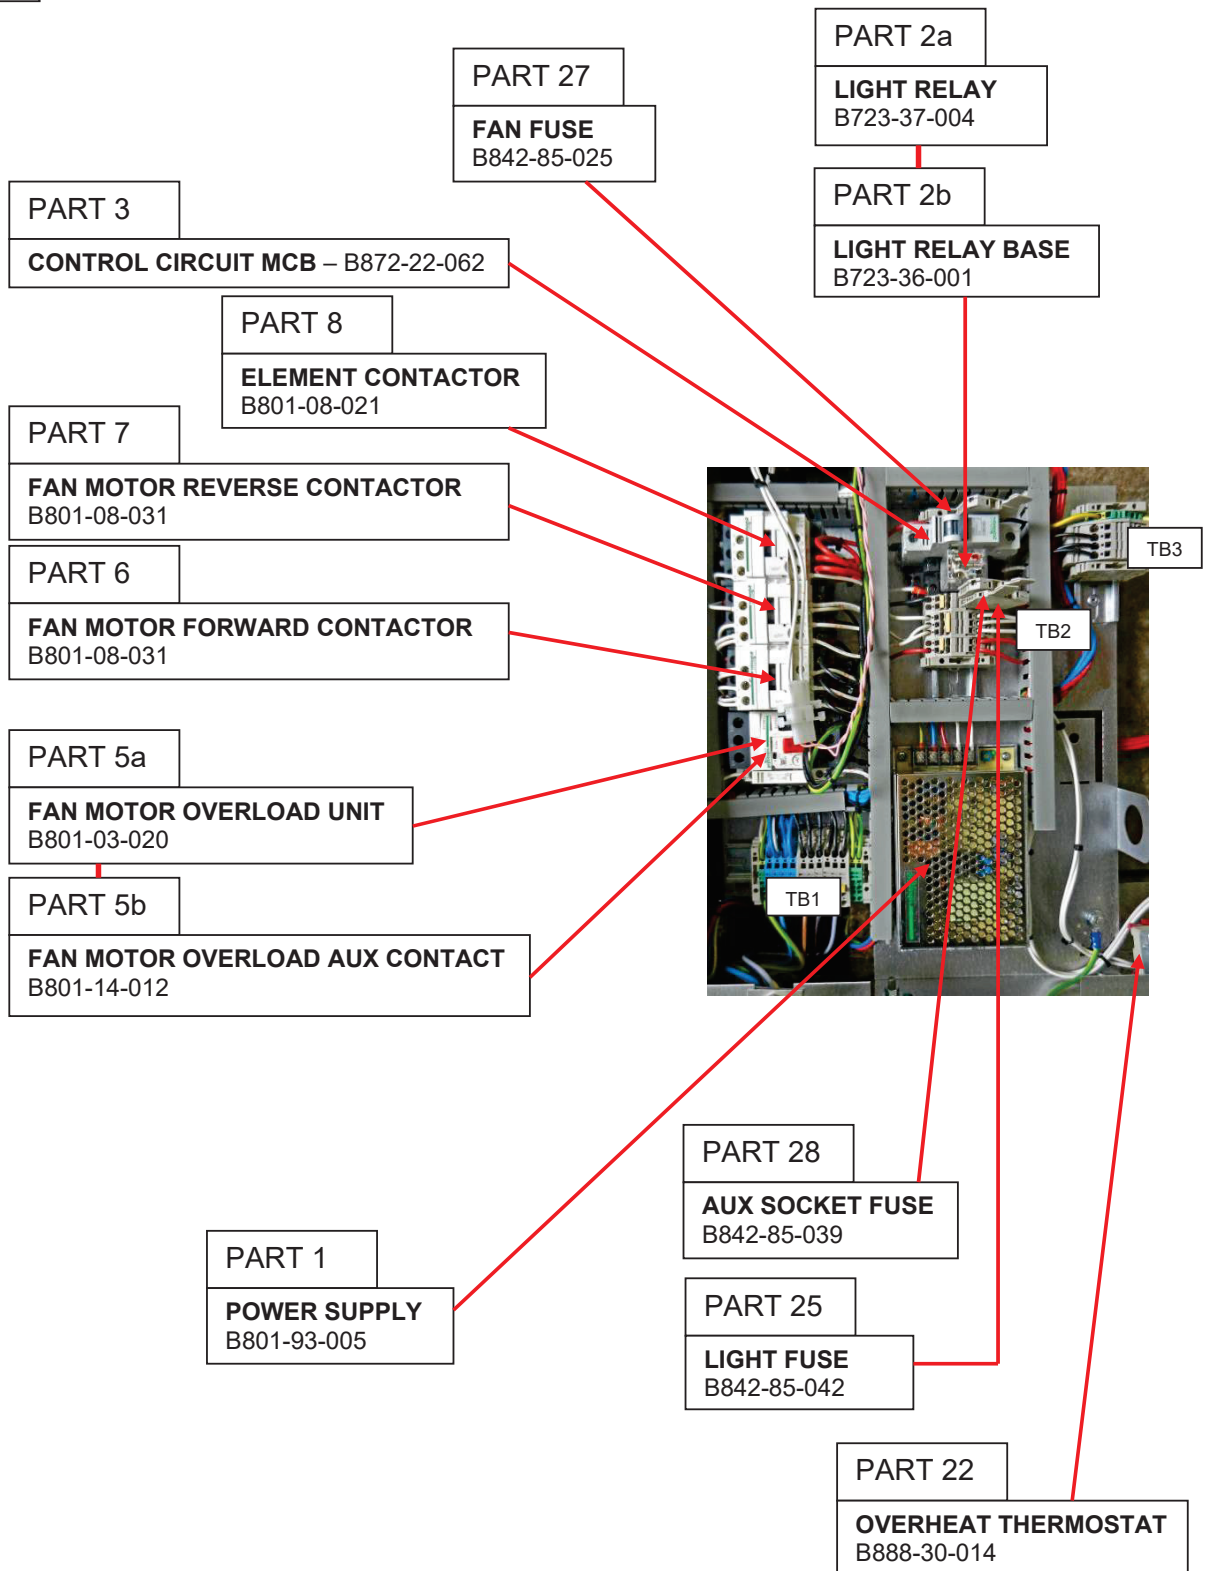 PART 2a
LIGHT RELAY
B723-37-004
PART 27
FAN FUSE
B842-85-025
PART 2b
LIGHT RELAY BASE
B723-36-001
PART 3
CONTROL CIRCUIT MCB – B872-22-062
PART 8
ELEMENT CONTACTOR
B801-08-021
PART 7
FAN MOTOR REVERSE CONTACTOR
B801-08-031
PART 6
FAN MOTOR FORWARD CONTACTOR
B801-08-031
TB3
TB2
PART 5a
FAN MOTOR OVERLOAD UNIT
B801-03-020
PART 5b
FAN MOTOR OVERLOAD AUX CONTACT
B801-14-012
TB1
PART 28
AUX SOCKET FUSE
B842-85-039
PART 1
POWER SUPPLY
B801-93-005
PART 25
LIGHT FUSE
B842-85-042
PART 22
OVERHEAT THERMOSTAT
B888-30-014